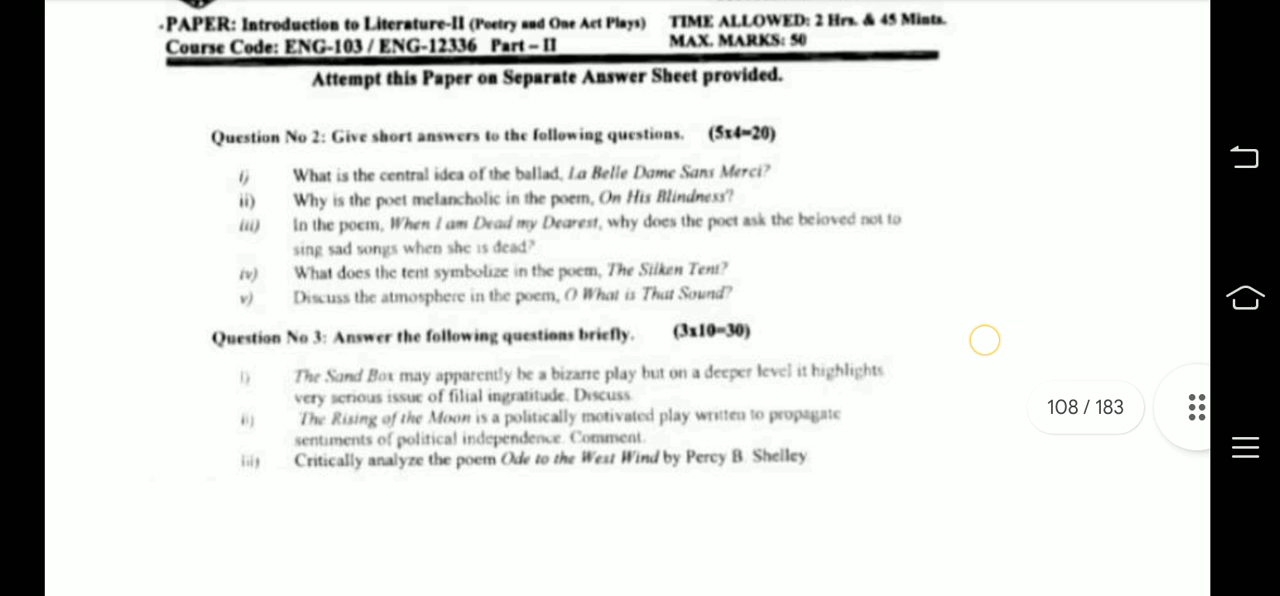 PAPER: Introduction to Literature-II (Poetry and One Act Plays) TIME ALLOWED: 2 Hrs. & 45 Mints.
Course Code: ENG-103 / ENG-12336 Part – II MAX. MARKS: 50
Attempt this Paper on Separate Answer Sheet provided.
Question No 2: Give short answers to the following questions. (5x4=20)
i) What is the central idea of the ballad, La Belle Dame Sans Merci?
ii) Why is the poet melancholic in the poem, On His Blindness?
iii) In the poem, When I am Dead my Dearest, why does the poet ask the beloved not to
sing sad songs when she is dead?
iv) What does the tent symbolize in the poem, The Silken Tent?
v) Discuss the atmosphere in the poem, O What is That Sound?
Question No 3: Answer the following questions briefly. (3x10=30)
i) The Sand Box may apparently be a bizarre play but on a deeper level it highlights
very serious issue of filial ingratitude. Discuss
ii) The Rising of the Moon is a politically motivated play written to propagate
sentiments of political independence. Comment.
iii) Critically analyze the poem Ode to the West Wind by Percy B. Shelley
108 / 183